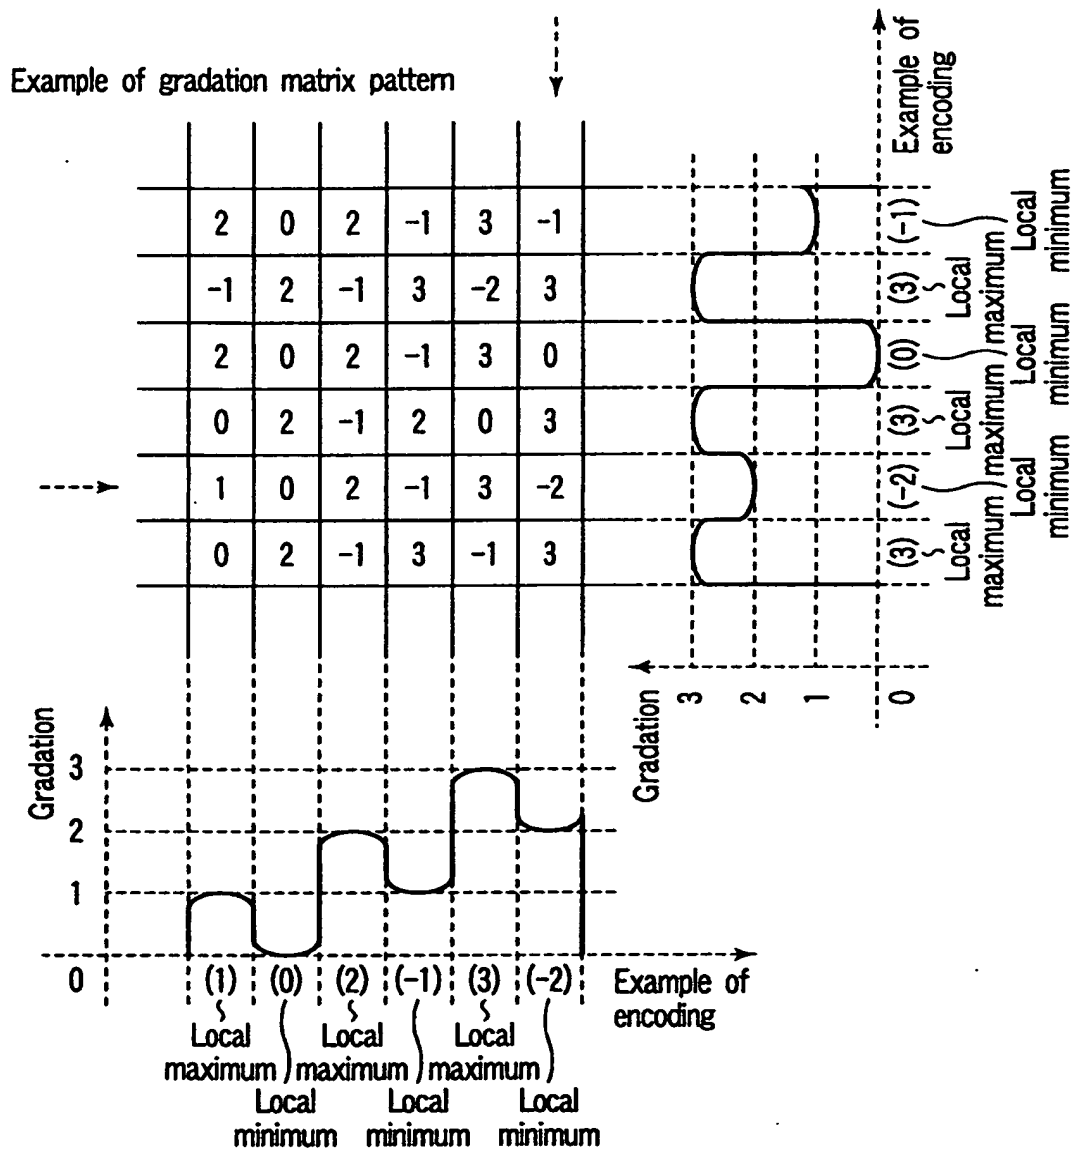 Example of gradation matrix pattern
2 0 2 -1 3 -1
-1 2 -1 3 -2 3
2 0 2 -1 3 0
0 2 -1 2 0 3
1 0 2 -1 3 -2
0 2 -1 3 -1 3
Example of
encoding
(-1)
Local
minimum
(3)
Local
maximum
(0)
Local
minimum
(3)
Local
maximum
(-2)
Local
minimum
(3)
Local
maximum
Gradation
3
2
1
0
Gradation
3
2
1
0
(1) (0) (2) (-1) (3) (-2)
Example of
encoding
Local
maximum
Local
maximum
Local
maximum
Local
minimum
Local
minimum
Local
minimum